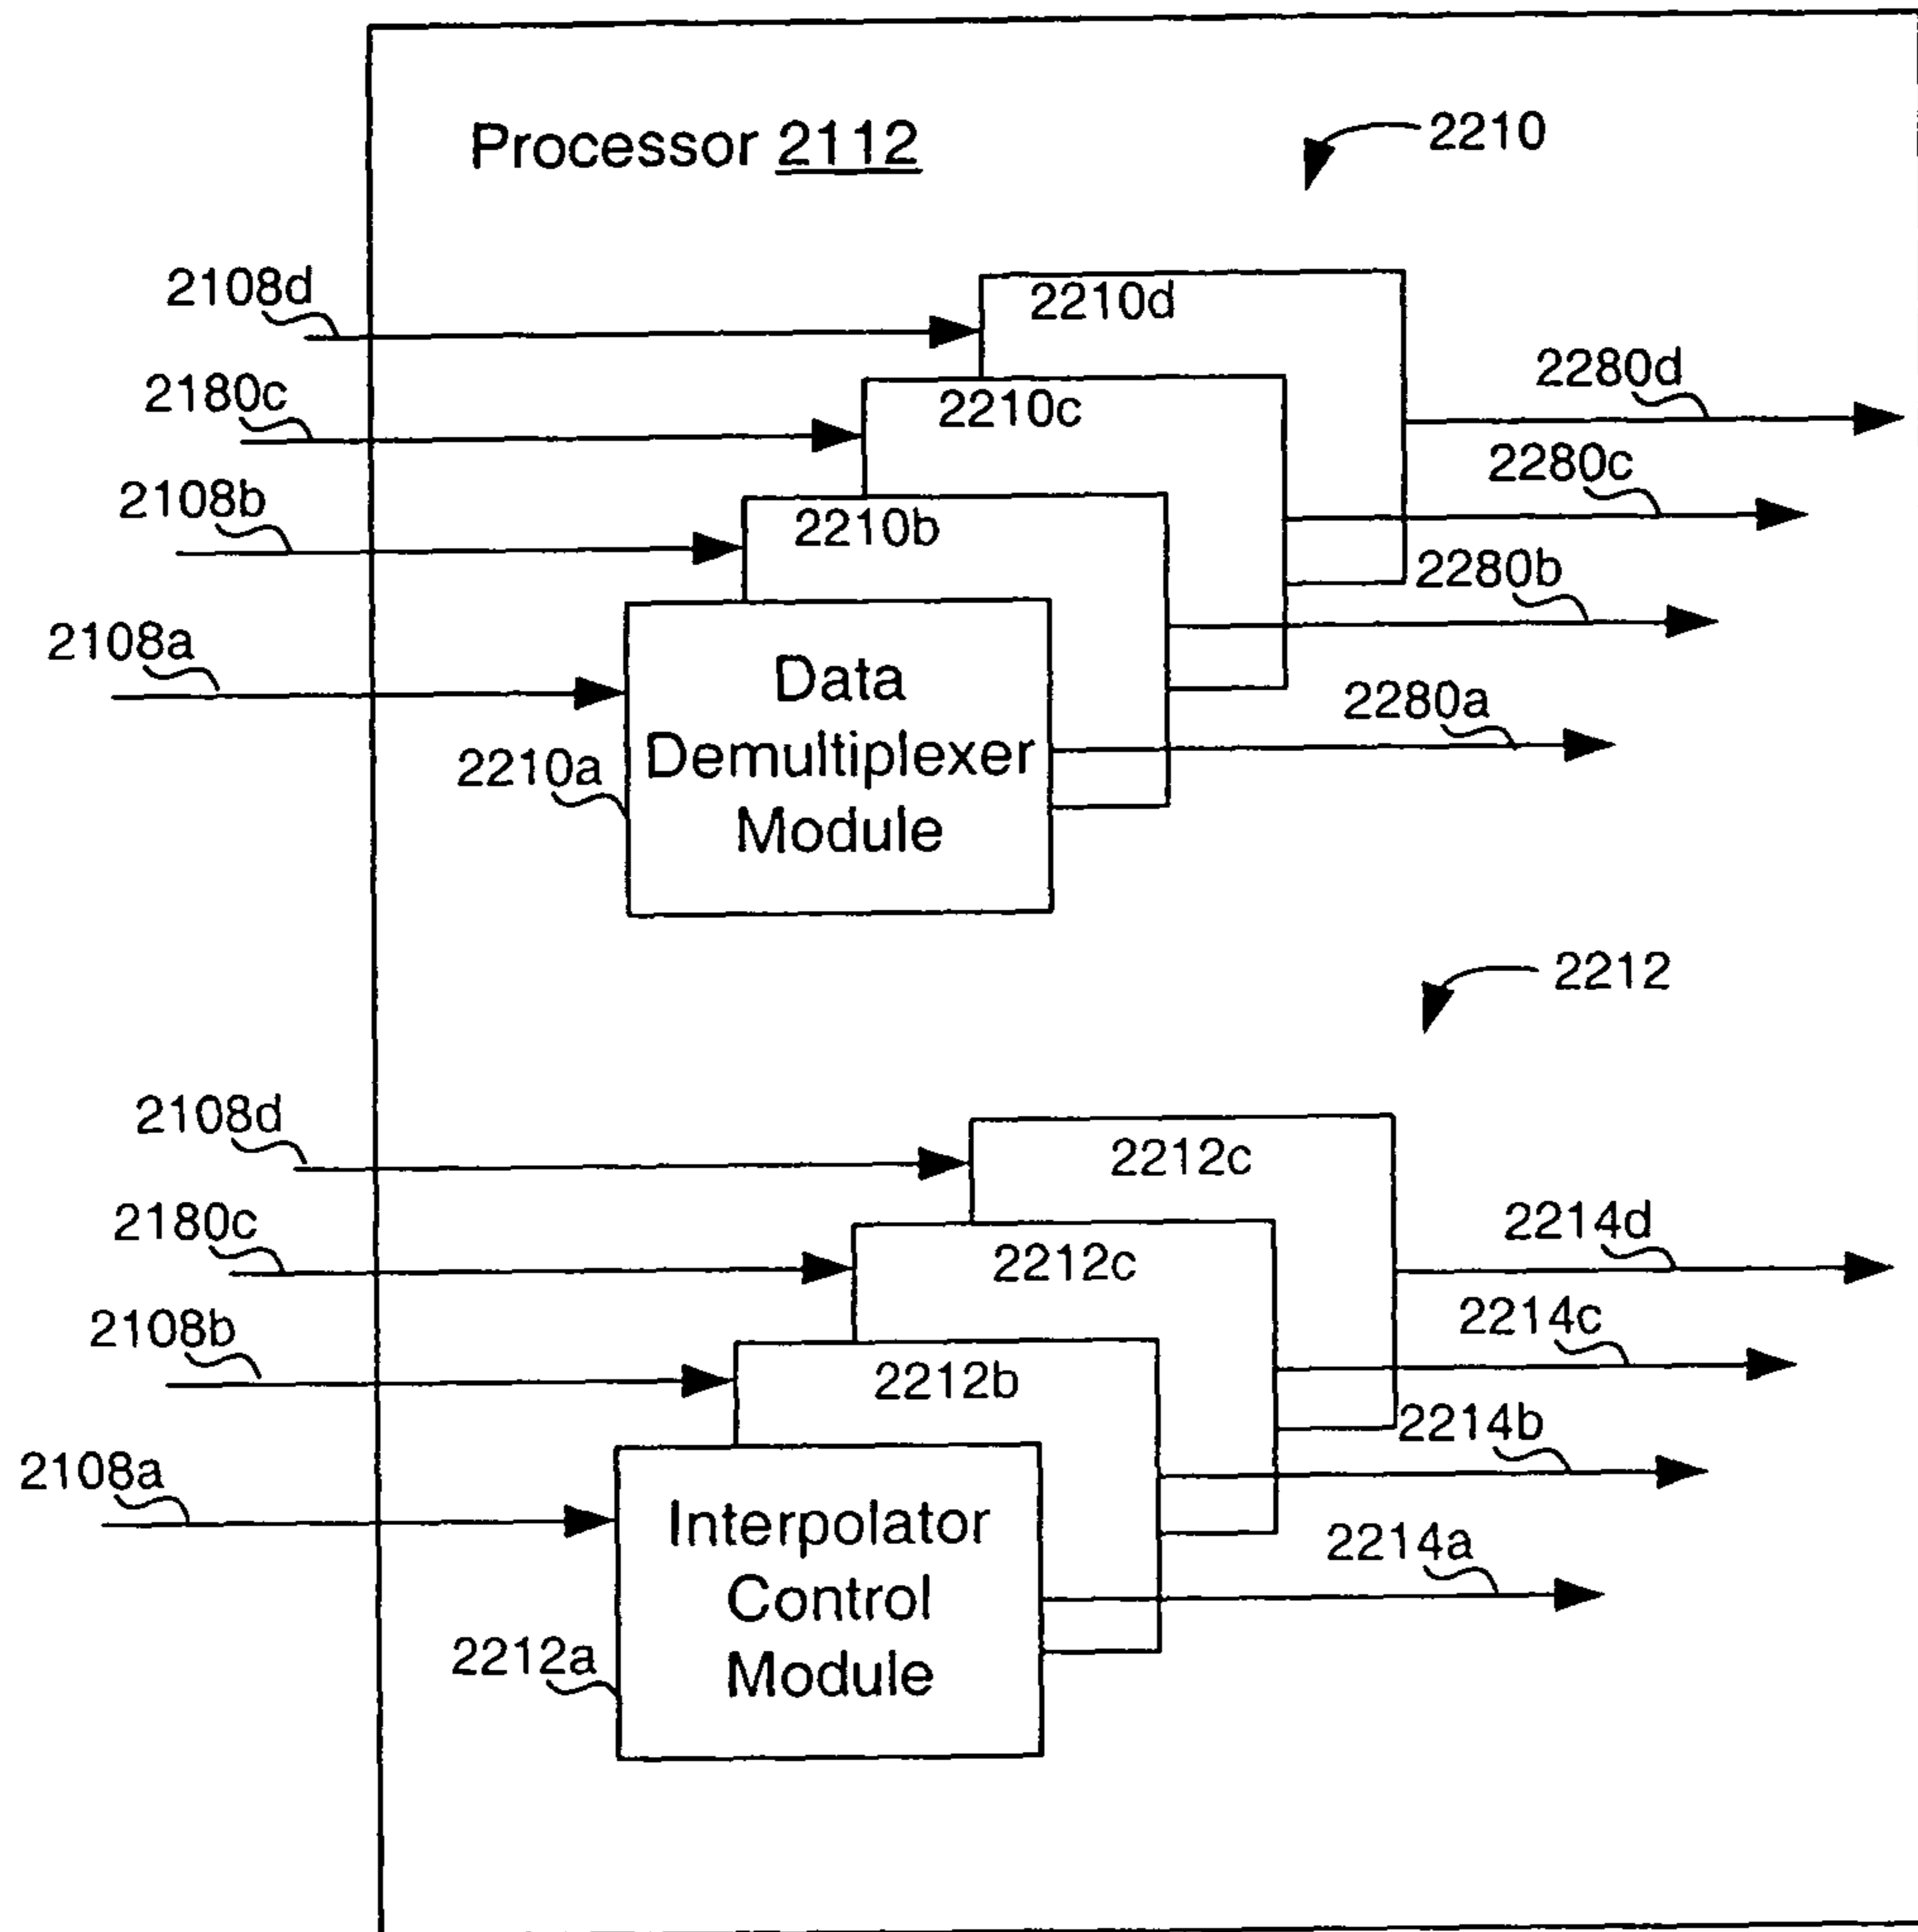 Processor 2112
2210
2108d
2210d
2180c
2280d
2210c
2280c
2108b
2210b
2280b
2108a
Data
Demultiplexer
Module
2280a
2210a
2212
2108d
2212c
2180c
2214d
2212c
2214c
2108b
2212b
2214b
2108a
Interpolator
Control
Module
2214a
2212a